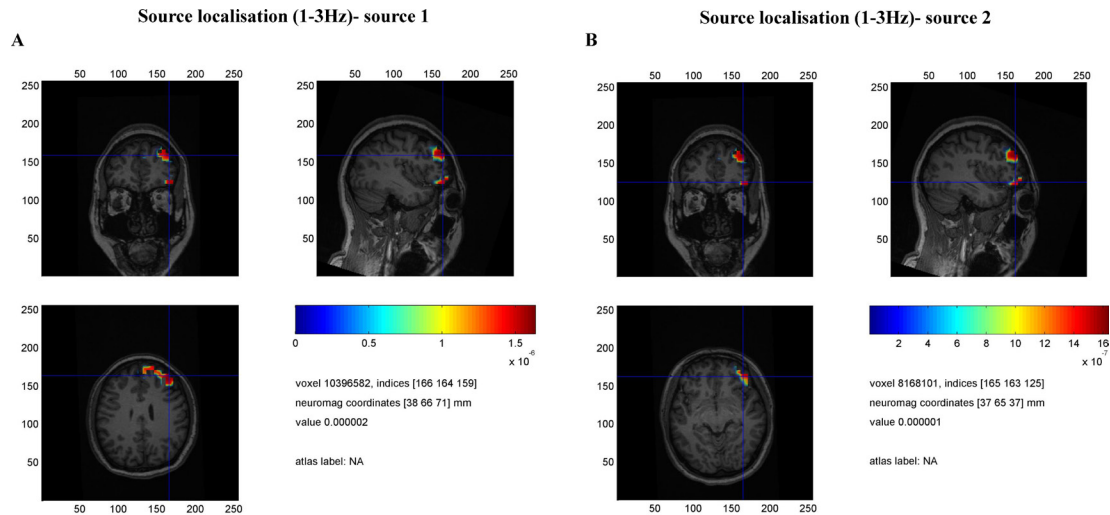 Source localisation (1-3Hz)- source 1
Source localisation (1-3Hz)- source 2
A
50 100 150 200 250
250
200
150
100
50
50 100 150 200 250
250
200
150
100
50
250
200
150
100
50
50 100 150 200 250
0 0.5 1 1.5
x 10⁻⁶
voxel 10396582, indices [166 164 159]
neuromag coordinates [38 66 71] mm
value 0.000002
atlas label: NA
B
50 100 150 200 250
250
200
150
100
50
50 100 150 200 250
250
200
150
100
50
250
200
150
100
50
50 100 150 200 250
2 4 6 8 10 12 14 16
x 10⁻⁷
voxel 8168101, indices [165 163 125]
neuromag coordinates [37 65 37] mm
value 0.000001
atlas label: NA